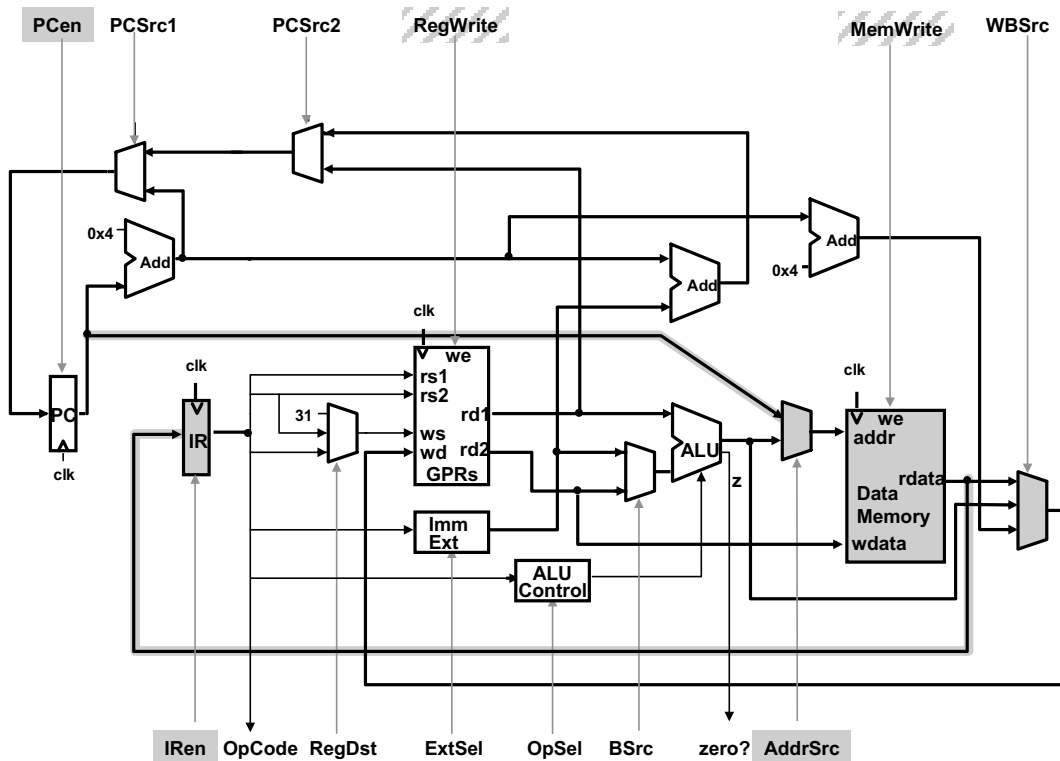 PCen PCSrc1 PCSrc2 RegWrite MemWrite WBSrc
0x4
Add
Add
0x4
Add
clk
we
rs1
rs2
rd1
ws
rd2
wd
GPRs
clk
PC
clk
IR
31
ALU
z
clk
we
addr
rdata
Data
Memory
wdata
Imm
Ext
ALU
Control
IRen OpCode RegDst ExtSel OpSel BSrc zero? AddrSrc